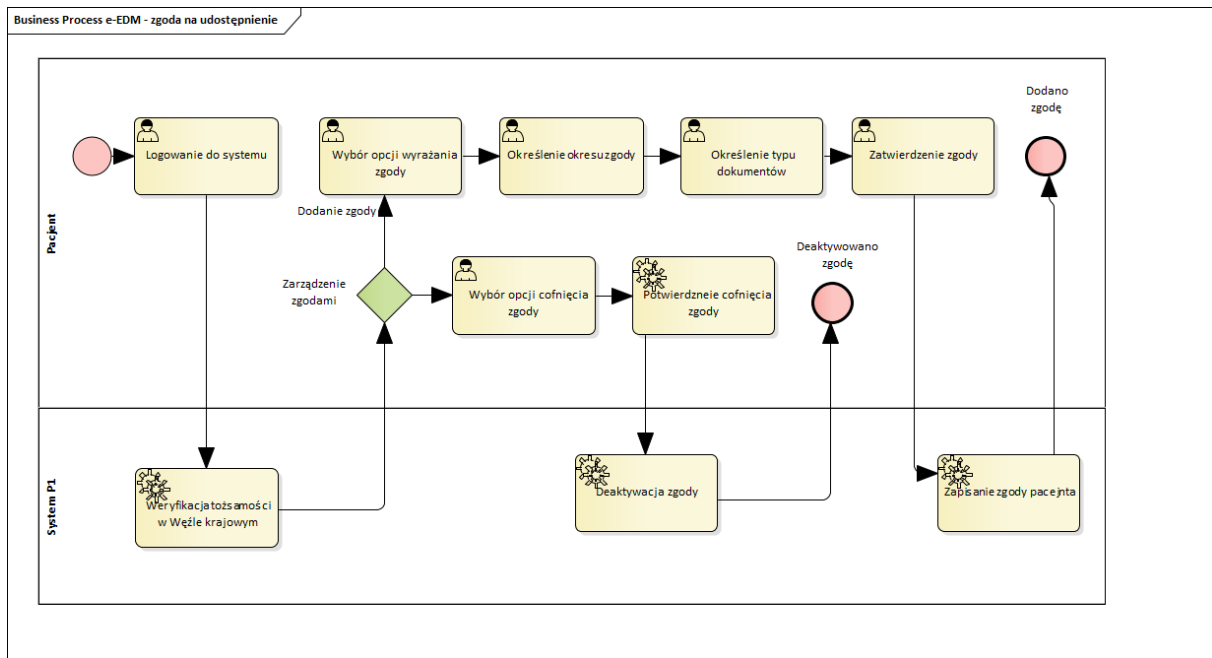 Business Process e-EDM - zgoda na udostępnienie
Dodano
zgodę
Logowanie do systemu
Wybór opcji wyrażania
zgody
Określenie okresu zgody
Określenie typu
dokumentów
Zatwierdzenie zgody
Dodanie zgody
Pacjent
Deaktywowano
zgodę
Zarządzenie
zgodami
Wybór opcji cofnięcia
zgody
Potwierdzneie cofnięcia
zgody
System P1
Weryfikacja tożsamości
w Węźle krajowym
Deaktywacja zgody
Zapisanie zgody pacejnta